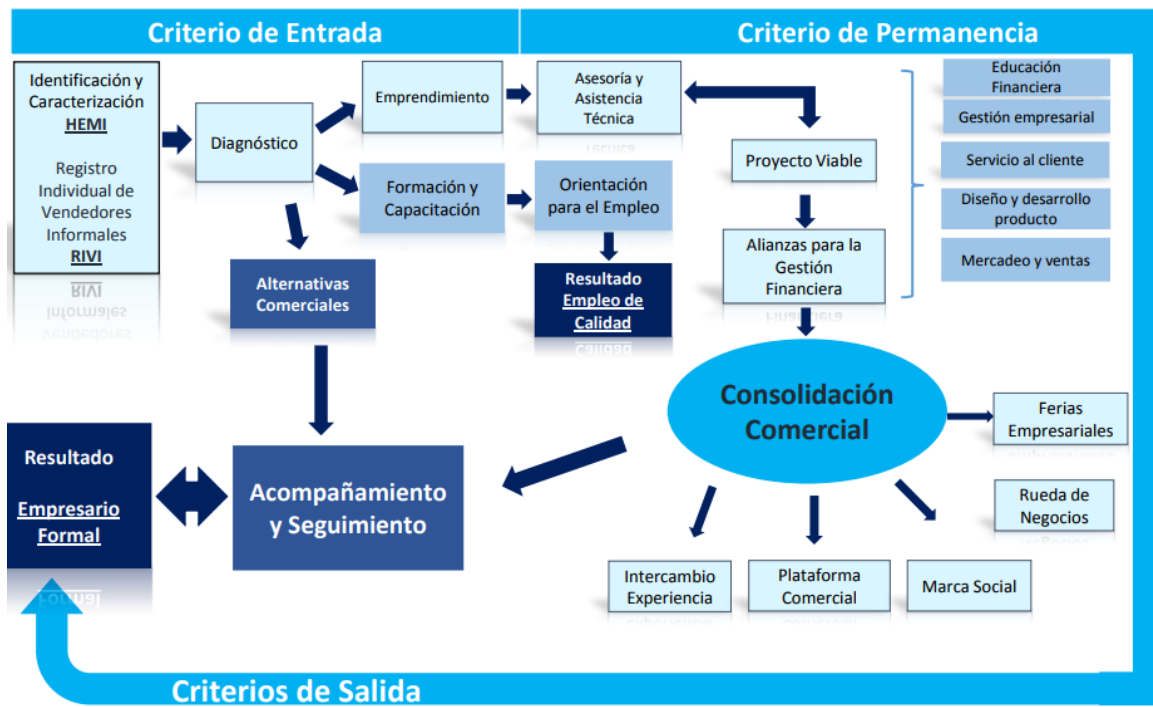 Criterio de Entrada
Criterio de Permanencia
Identificación y
Caracterización
HEMI
Registro
Individual de
Vendedores
Informales
RIVI
Diagnóstico
Emprendimiento
Formación y
Capacitación
Alternativas
Comerciales
Asesoría y
Asistencia
Técnica
Orientación
para el Empleo
Resultado
Empleo de
Calidad
Proyecto Viable
Alianzas para la
Gestión
Financiera
Educación
Financiera
Gestión empresarial
Servicio al cliente
Diseño y desarrollo
producto
Mercadeo y ventas
Consolidación
Comercial
Ferias
Empresariales
Rueda de
Negocios
Marca Social
Plataforma
Comercial
Intercambio
Experiencia
Acompañamiento
y Seguimiento
Resultado
Empresario
Formal
Criterios de Salida